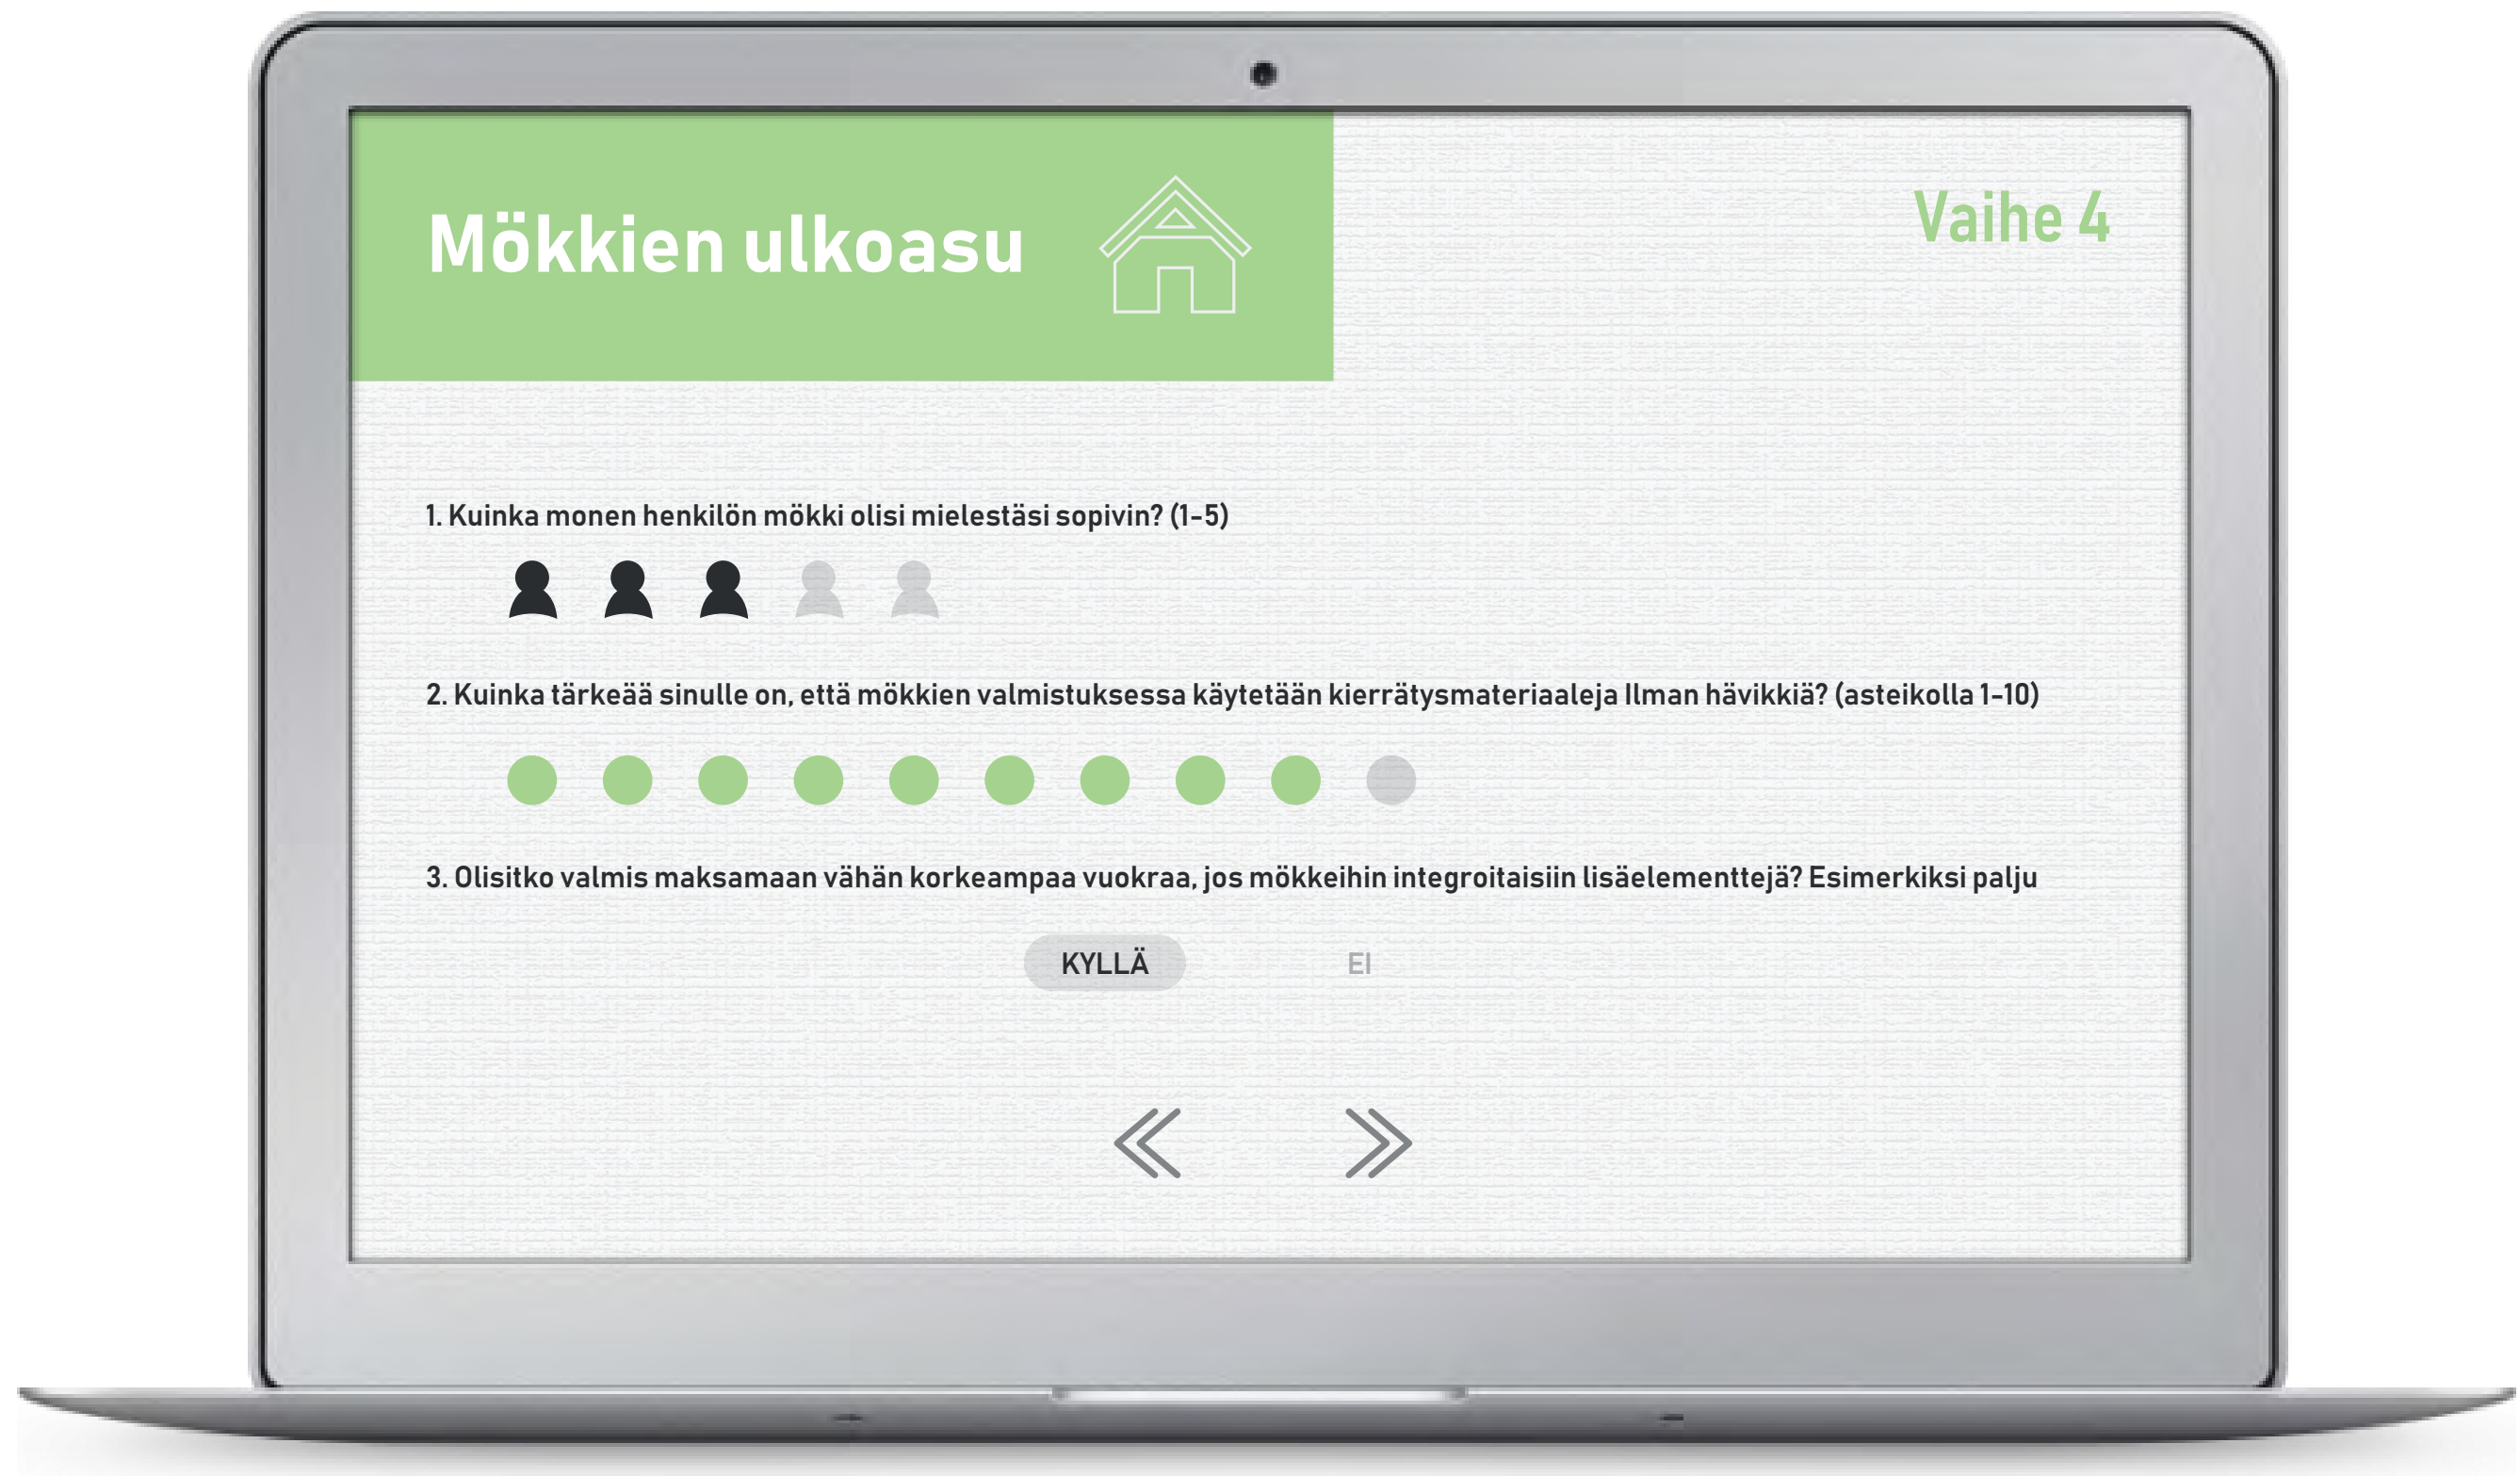 Mökkien ulkoasu
Vaihe 4
1. Kuinka monen henkilön mökki olisi mielestäsi sopivin? (1-5)
2. Kuinka tärkeää sinulle on, että mökkien valmistuksessa käytetään kierrätysmateriaaleja Ilman hävikkiä? (asteikolla 1-10)
3. Olisitko valmis maksamaan vähän korkeampaa vuokraa, jos mökkeihin integroitaisiin lisäelementtejä? Esimerkiksi palju
KYLLÄ EI